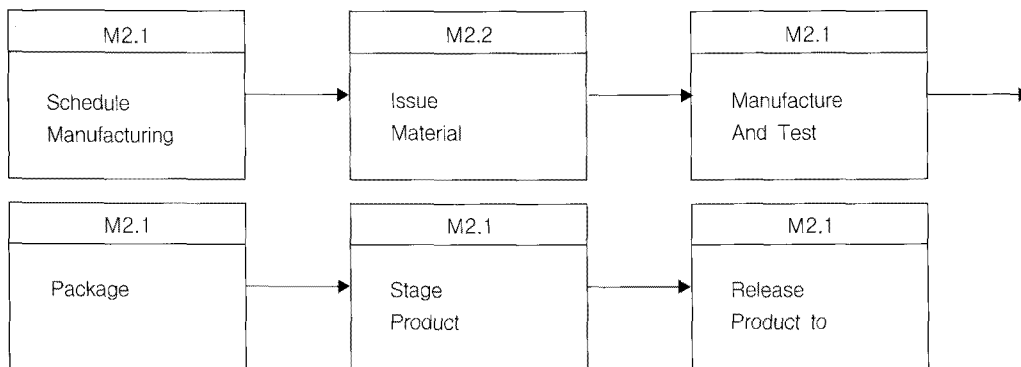 M2.1
Schedule
Manufacturing
M2.2
Issue
Material
M2.1
Manufacture
And Test
M2.1
Package
M2.1
Stage
Product
M2.1
Release
Product to